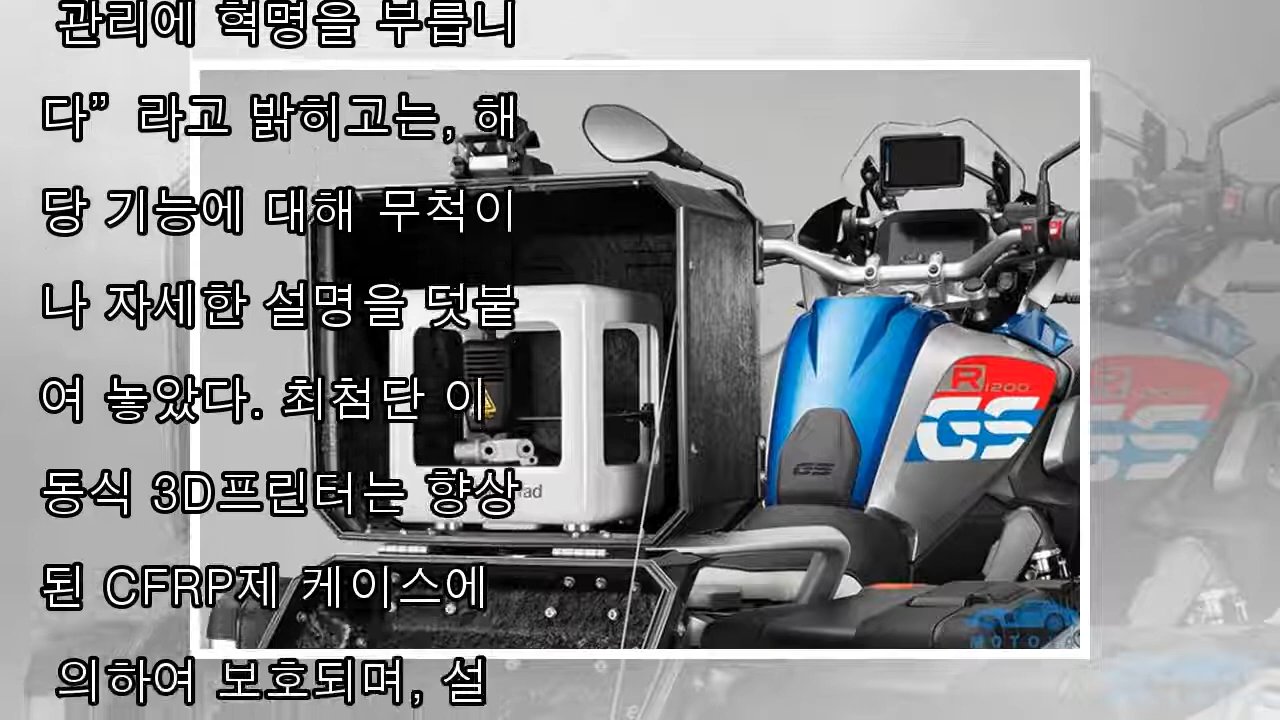 관리에 혁명을 부릅니
다” 라고 밝히고는, 해
당 기능에 대해 무척이
나 자세한 설명을 덧붙
여 놓았다. 최첨단 이
동식 3D프린터는 향상
된 CFRP제 케이스에
의하여 보호되며, 설
R 1200
GS
GS